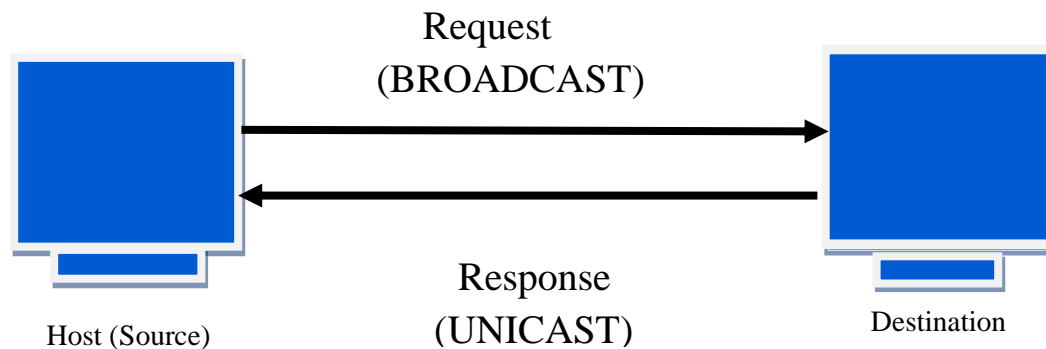 Request
(BROADCAST)
Response
(UNICAST)
Host (Source)
Destination